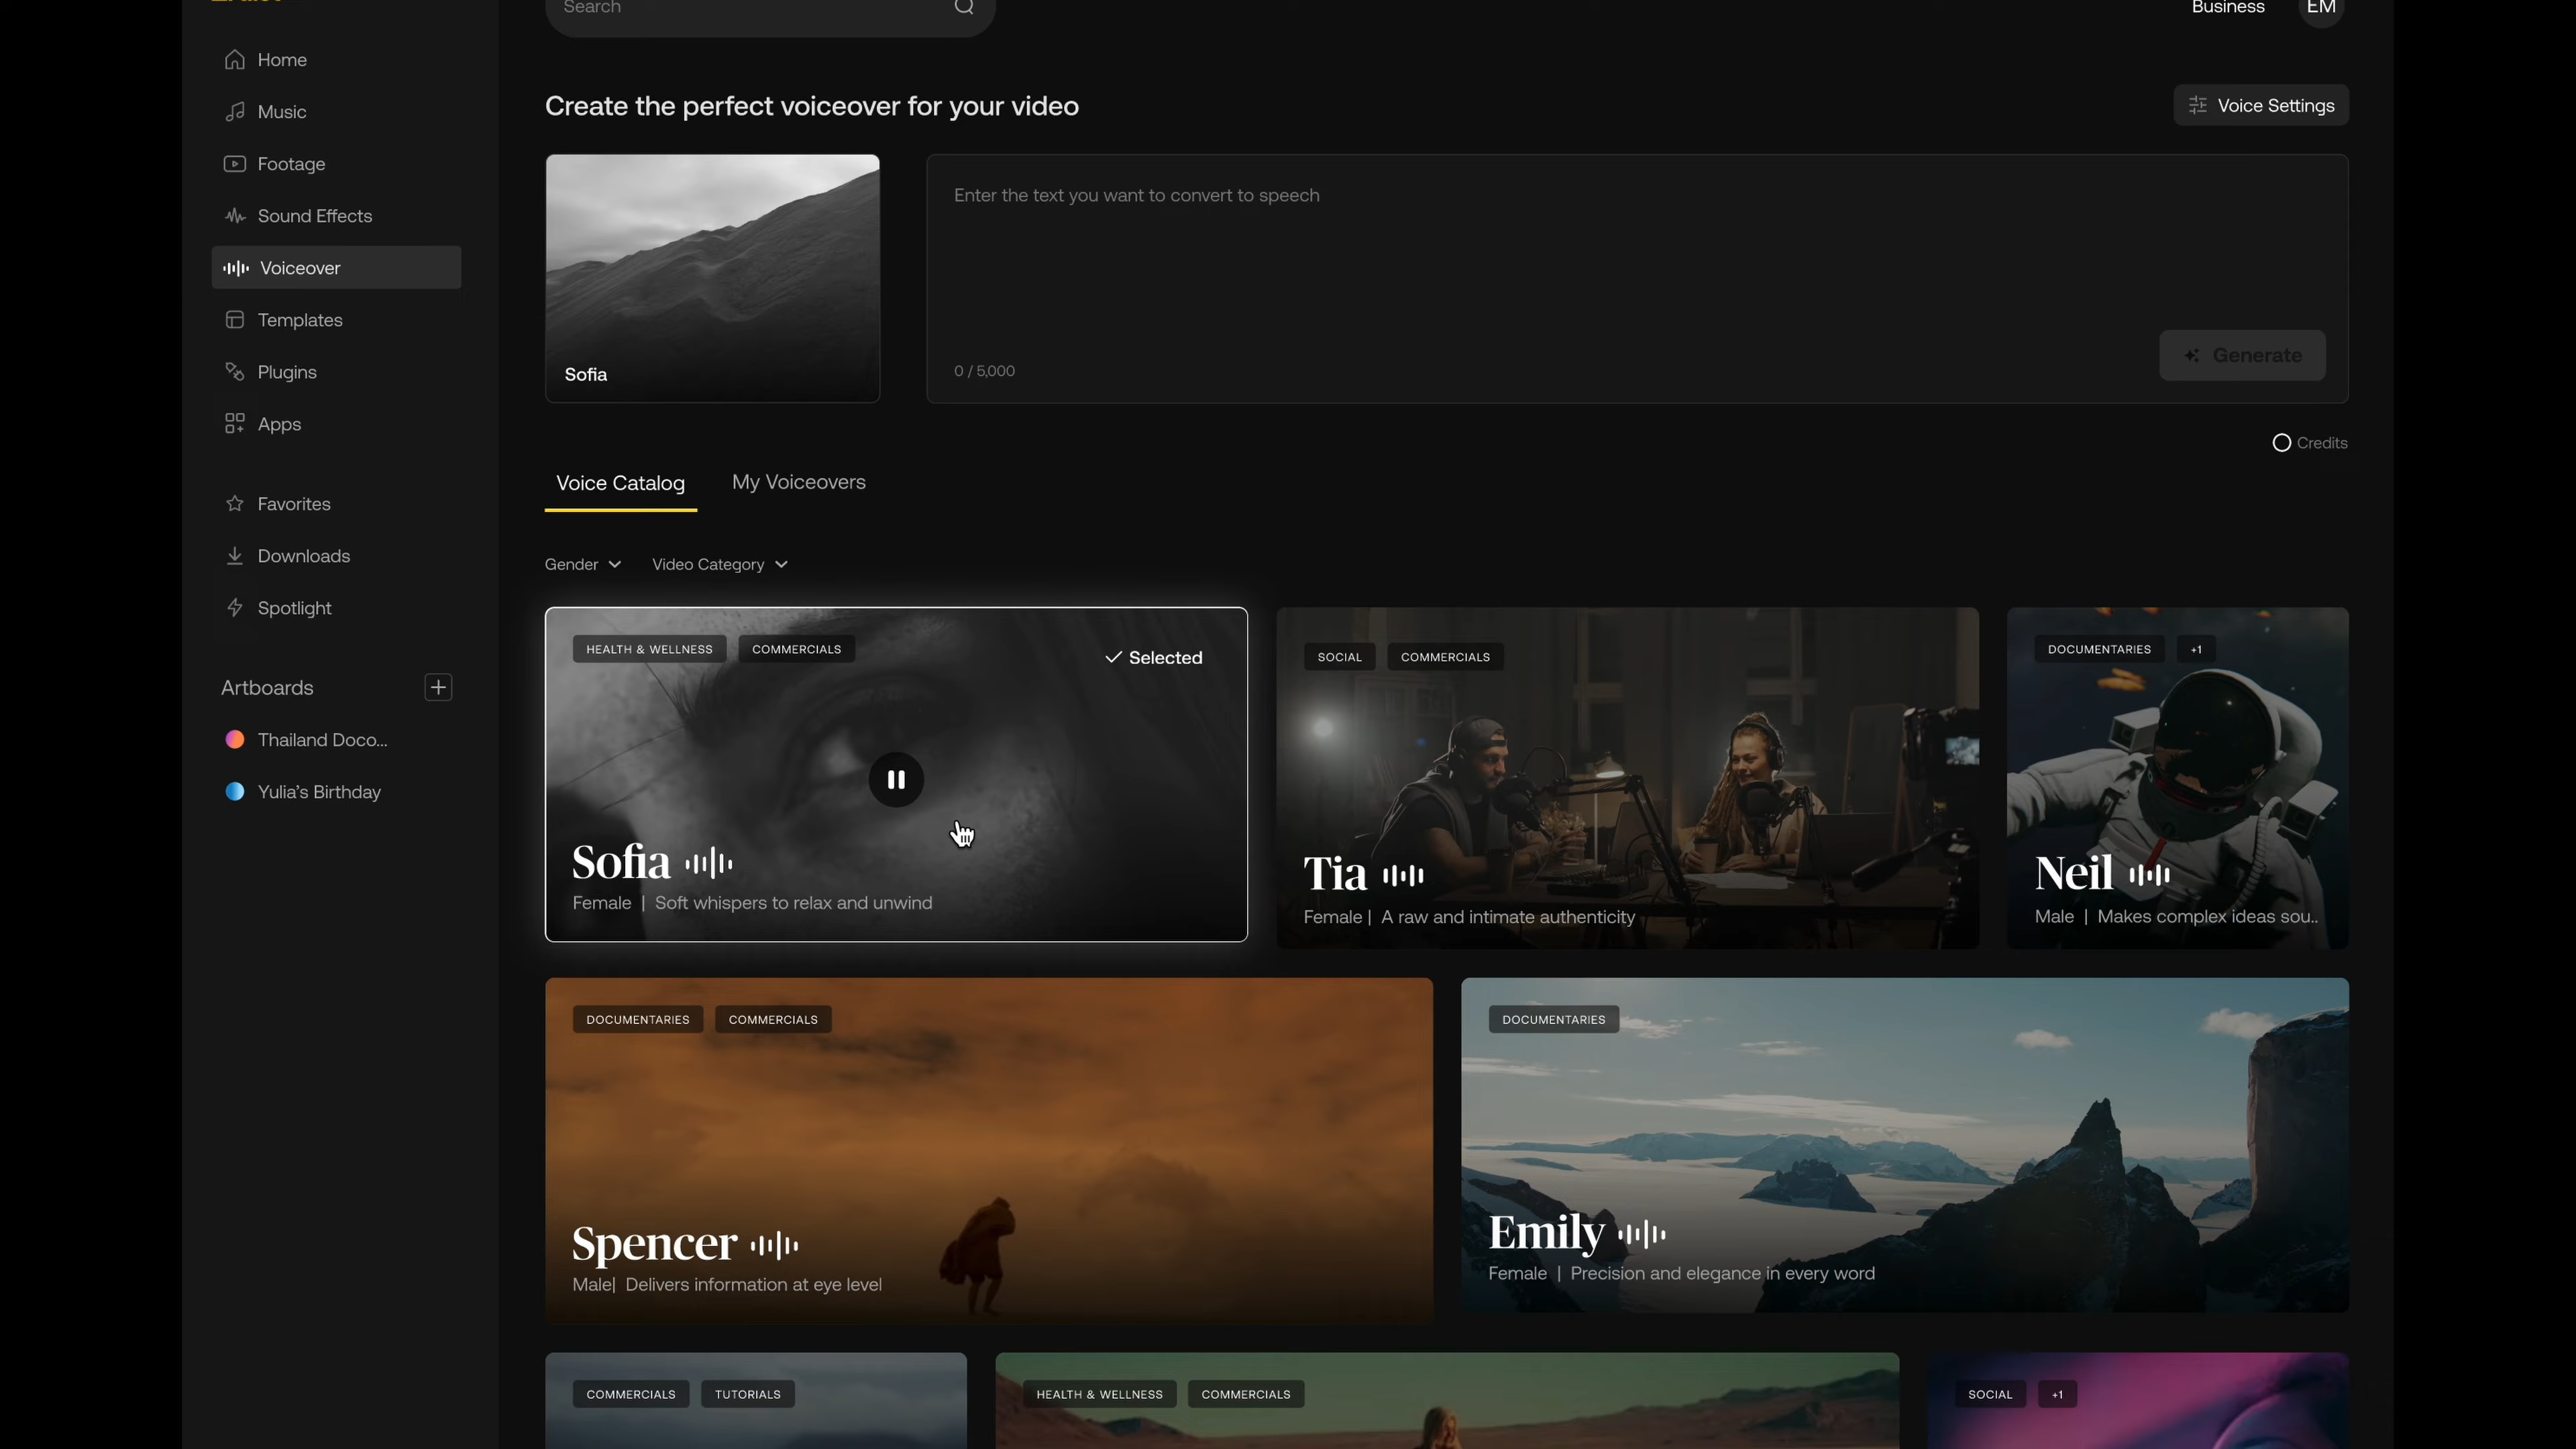 Search
Business
EM
Home
Music
Footage
Sound Effects
Voiceover
Templates
Plugins
Apps
Favorites
Downloads
Spotlight
Artboards
Thailand Doco...
Yulia's Birthday
Create the perfect voiceover for your video
Voice Settings
Sofia
Enter the text you want to convert to speech
0 / 5,000
Generate
Credits
Voice Catalog
My Voiceovers
Gender
Video Category
HEALTH & WELLNESS
COMMERCIALS
Selected
Sofia
Female | Soft whispers to relax and unwind
SOCIAL
COMMERCIALS
Tia
Female | A raw and intimate authenticity
DOCUMENTARIES
+1
Neil
Male | Makes complex ideas sou..
DOCUMENTARIES
COMMERCIALS
Spencer
Male| Delivers information at eye level
DOCUMENTARIES
Emily
Female | Precision and elegance in every word
COMMERCIALS
TUTORIALS
HEALTH & WELLNESS
COMMERCIALS
SOCIAL
+1